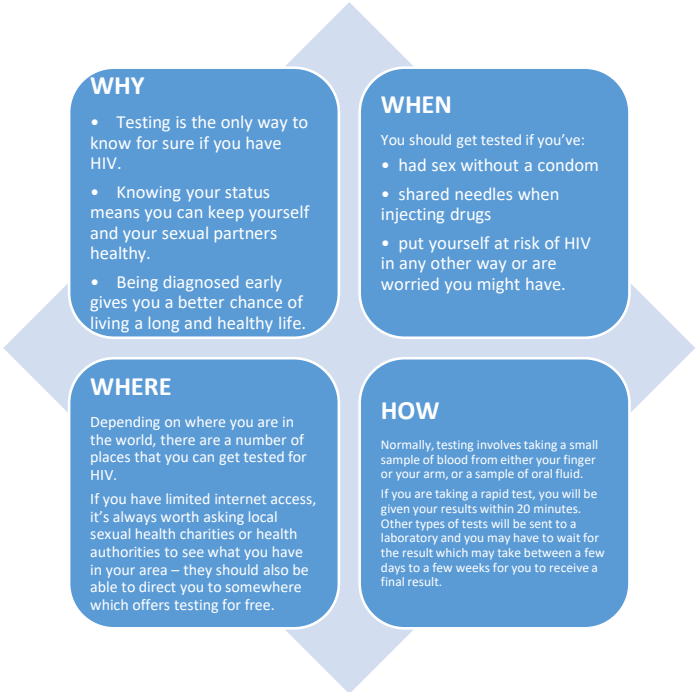 WHY
• Testing is the only way to
know for sure if you have
HIV.
• Knowing your status
means you can keep yourself
and your sexual partners
healthy.
• Being diagnosed early
gives you a better chance of
living a long and healthy life.
WHEN
You should get tested if you’ve:
• had sex without a condom
• shared needles when
injecting drugs
• put yourself at risk of HIV
in any other way or are
worried you might have.
WHERE
Depending on where you are in
the world, there are a number of
places that you can get tested for
HIV.
If you have limited internet access,
it’s always worth asking local
sexual health charities or health
authorities to see what you have
in your area – they should also be
able to direct you to somewhere
which offers testing for free.
HOW
Normally, testing involves taking a small
sample of blood from either your finger
or your arm, or a sample of oral fluid.
If you are taking a rapid test, you will be
given your results within 20 minutes.
Other types of tests will be sent to a
laboratory and you may have to wait for
the result which may take between a few
days to a few weeks for you to receive a
final result.